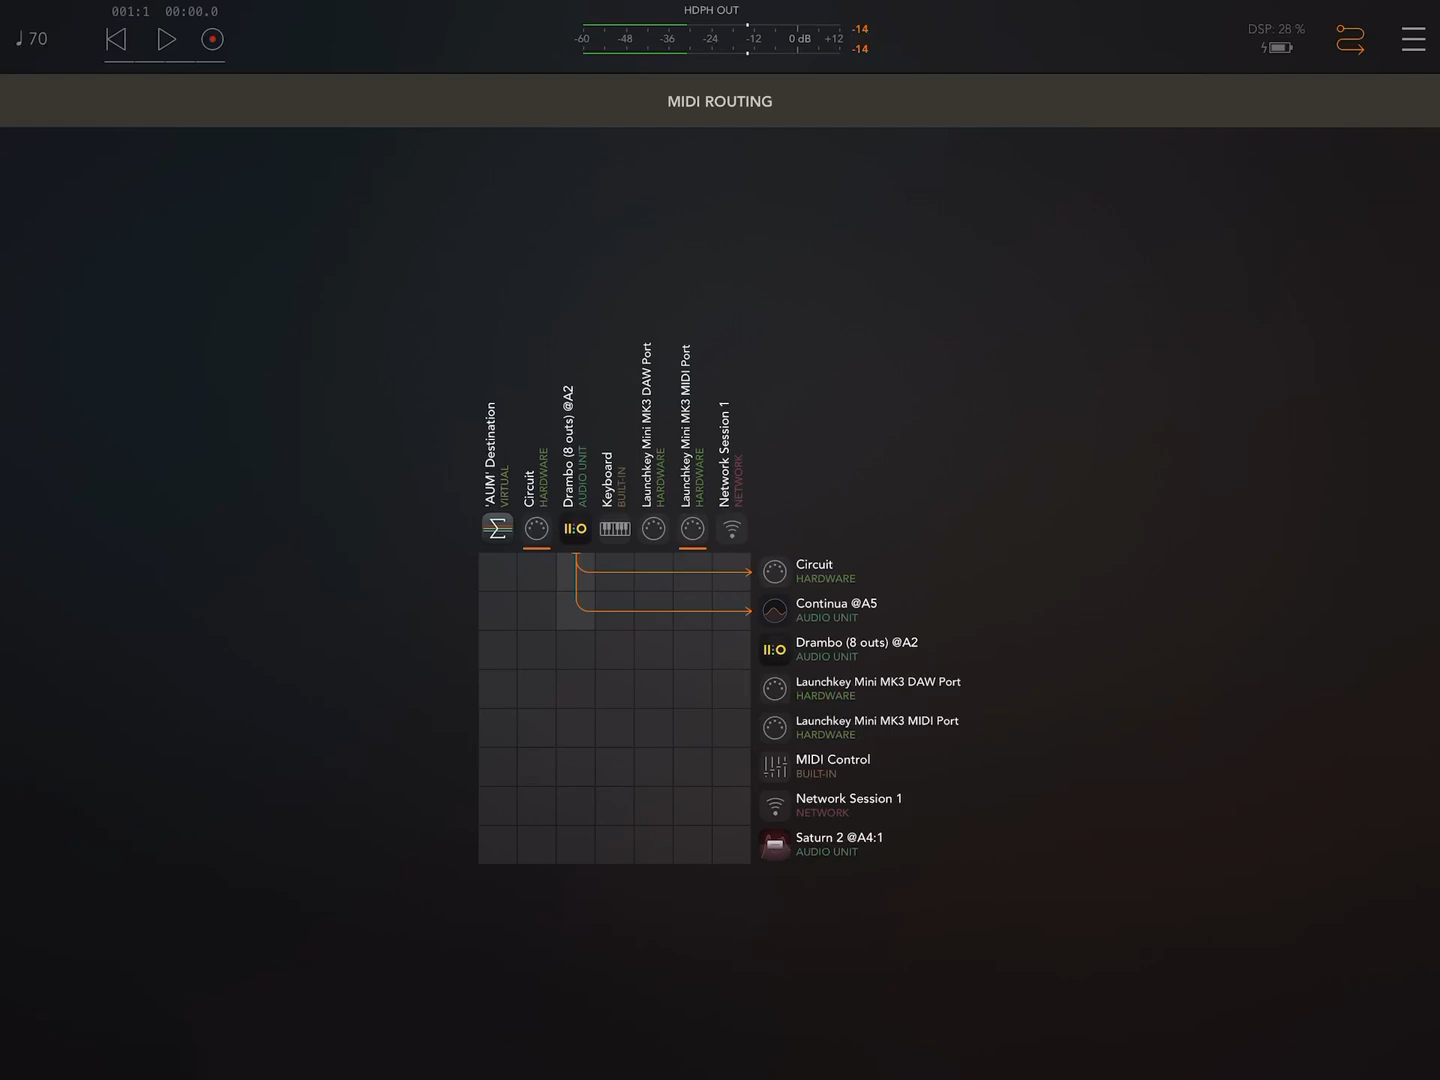 001:1 00:00.0
HDPH OUT
70
-60 -48 -36 -24 -12 0 dB +12
-14
-14
DSP: 28 %
MIDI ROUTING
'AUM' Destination
VIRTUAL
Circuit
HARDWARE
Drambo (8 outs) @A2
AUDIO UNIT
Keyboard
BUILT-IN
Launchkey Mini MK3 DAW Port
HARDWARE
Launchkey Mini MK3 MIDI Port
HARDWARE
Network Session 1
NETWORK
Circuit
HARDWARE
Continua @A5
AUDIO UNIT
Drambo (8 outs) @A2
AUDIO UNIT
Launchkey Mini MK3 DAW Port
HARDWARE
Launchkey Mini MK3 MIDI Port
HARDWARE
MIDI Control
BUILT-IN
Network Session 1
NETWORK
Saturn 2 @A4:1
AUDIO UNIT